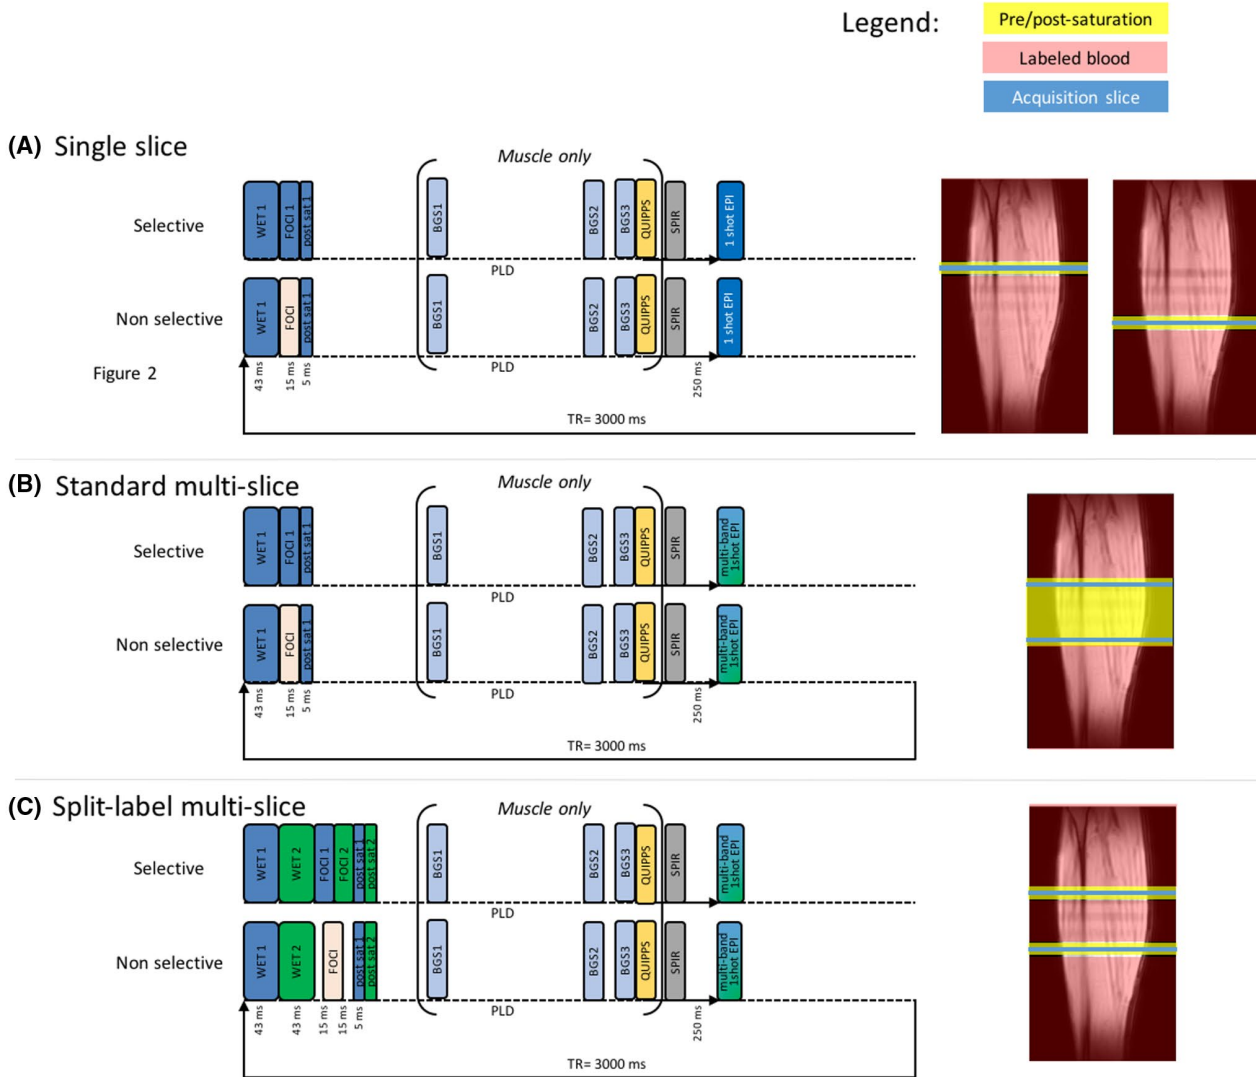 Legend:
Pre/post-saturation
Labeled blood
Acquisition slice
(A) Single slice
Muscle only
Selective
WET 1
FOCI 1
post sat 1
BGS1
BGS2
BGS3
QUIPPS
SPIR
1 shot EPI
PLD
Non selective
WET 1
FOCI
post sat 1
BGS1
BGS2
BGS3
QUIPPS
SPIR
1 shot EPI
PLD
Figure 2
43 ms
15 ms
5 ms
250 ms
TR= 3000 ms
(B) Standard multi-slice
Muscle only
Selective
WET 1
FOCI 1
post sat 1
BGS1
BGS2
BGS3
QUIPPS
SPIR
multi-band
1shot EPI
PLD
Non selective
WET 1
FOCI
post sat 1
BGS1
BGS2
BGS3
QUIPPS
SPIR
multi-band
1shot EPI
PLD
43 ms
15 ms
5 ms
250 ms
TR= 3000 ms
(C) Split-label multi-slice
Muscle only
Selective
WET 1
WET 2
FOCI 1
FOCI 2
post sat 1
post sat 2
BGS1
BGS2
BGS3
QUIPPS
SPIR
multi-band
1shot EPI
PLD
Non selective
WET 1
WET 2
FOCI
post sat 1
post sat 2
BGS1
BGS2
BGS3
QUIPPS
SPIR
multi-band
1shot EPI
PLD
43 ms
43 ms
15 ms
15 ms
5 ms
250 ms
TR= 3000 ms